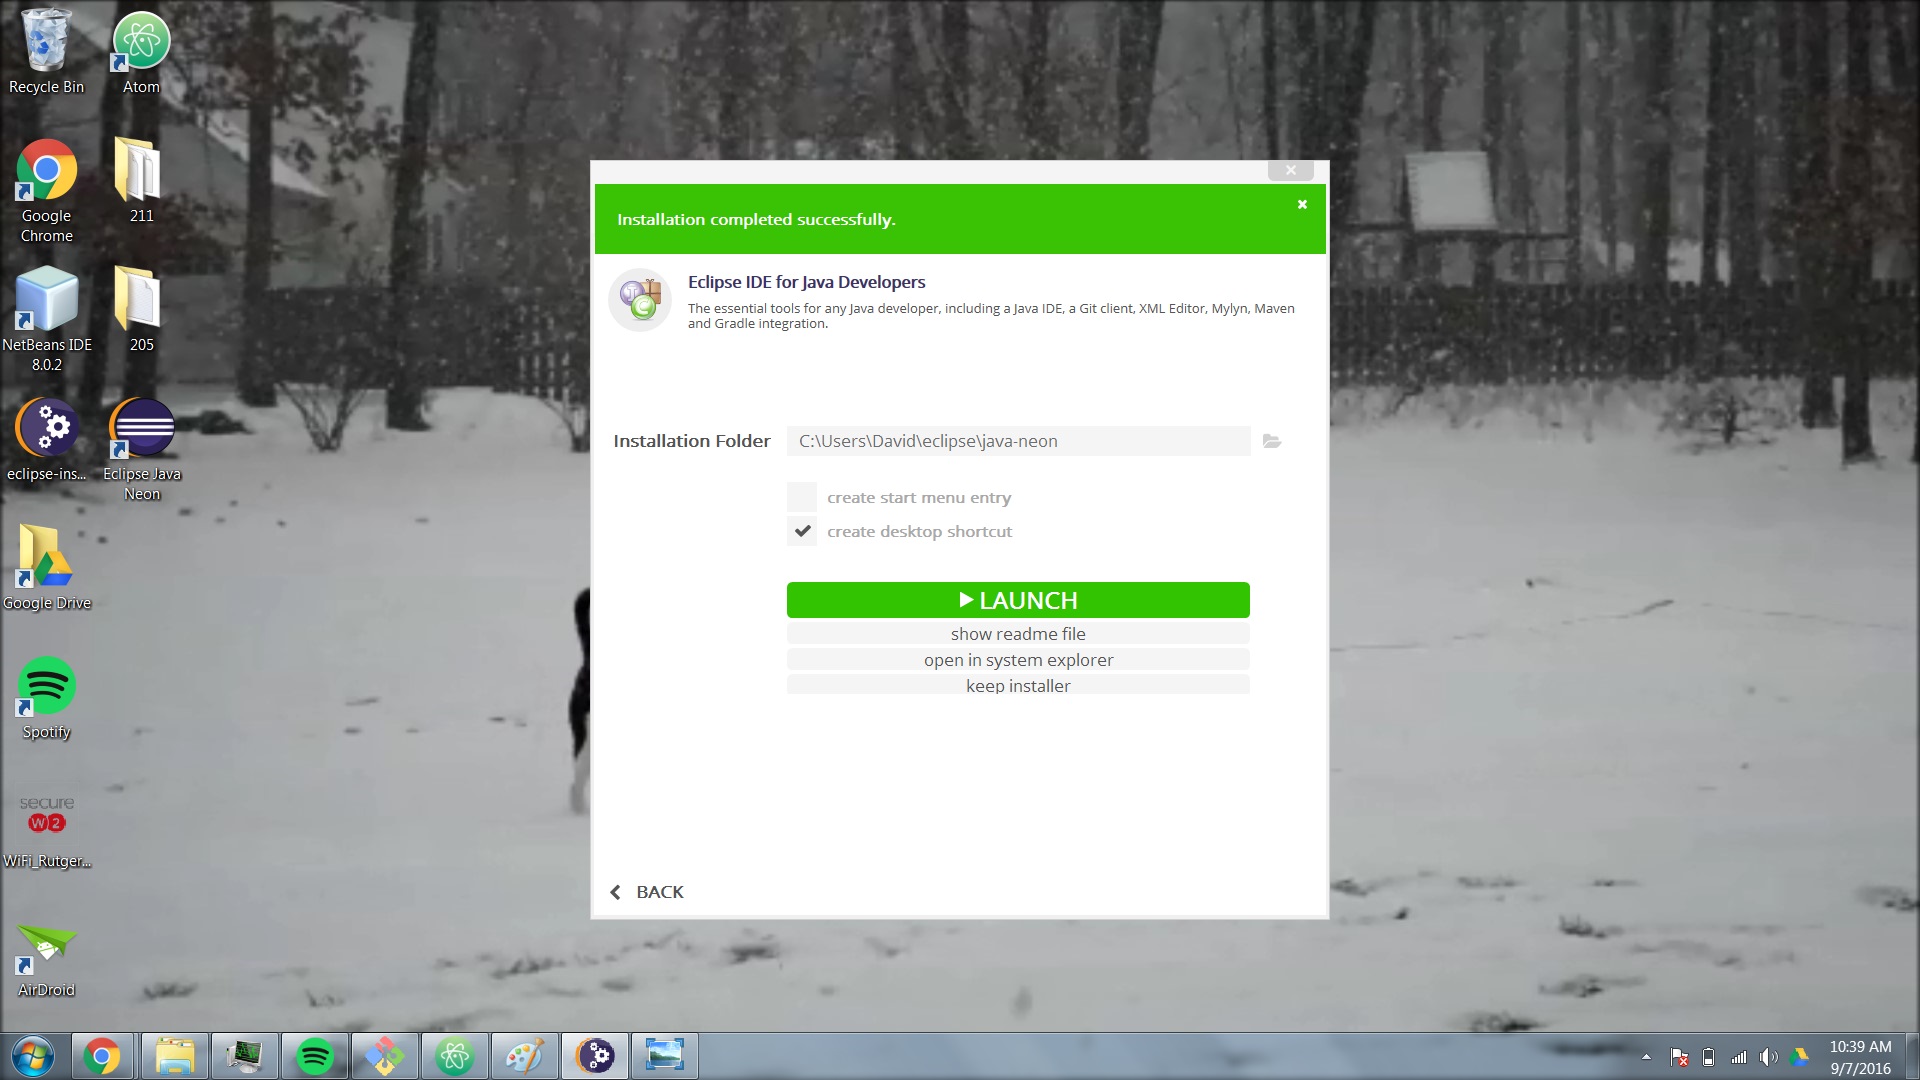 Recycle Bin
Atom
Google
Chrome
211
NetBeans IDE
8.0.2
205
eclipse-ins...
Eclipse Java
Neon
Google Drive
Spotify
secure
W2
WiFi_Rutger...
AirDroid
Installation completed successfully.
Eclipse IDE for Java Developers
The essential tools for any Java developer, including a Java IDE, a Git client, XML Editor, Mylyn, Maven
and Gradle integration.
Installation Folder
C:\Users\David\eclipse\java-neon
create start menu entry
create desktop shortcut
LAUNCH
show readme file
open in system explorer
keep installer
BACK
10:39 AM
9/7/2016